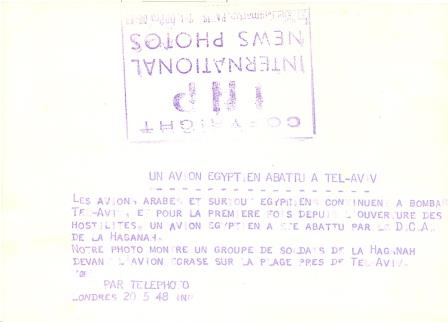 COPYRIGHT
INP
INTERNATIONAL
NEWS PHOTOS
UN AVION EGYPTIEN ABATTU A TEL-AVIV
LES AVIONS ARABES ET SURTOUT EGYPTIENS CONTINUENT A BOMBAR
TEL-AVIV, ET POUR LA PREMIERE FOIS DEPUIS L'OUVERTURE DES
HOSTILITES, UN AVION EGYPTIEN A ETE ABATTU PAR LE D.C.A.
DE LA HAGANAH.
NOTRE PHOTO MONTRE UN GROUPE DE SOLDATS DE LA HAGANAH
DEVANT L'AVION ECRASE SUR LA PLAGE PRES DE TEL-AVIV.
PAR TELEPHOTO
LONDRES 20 5 48 INP